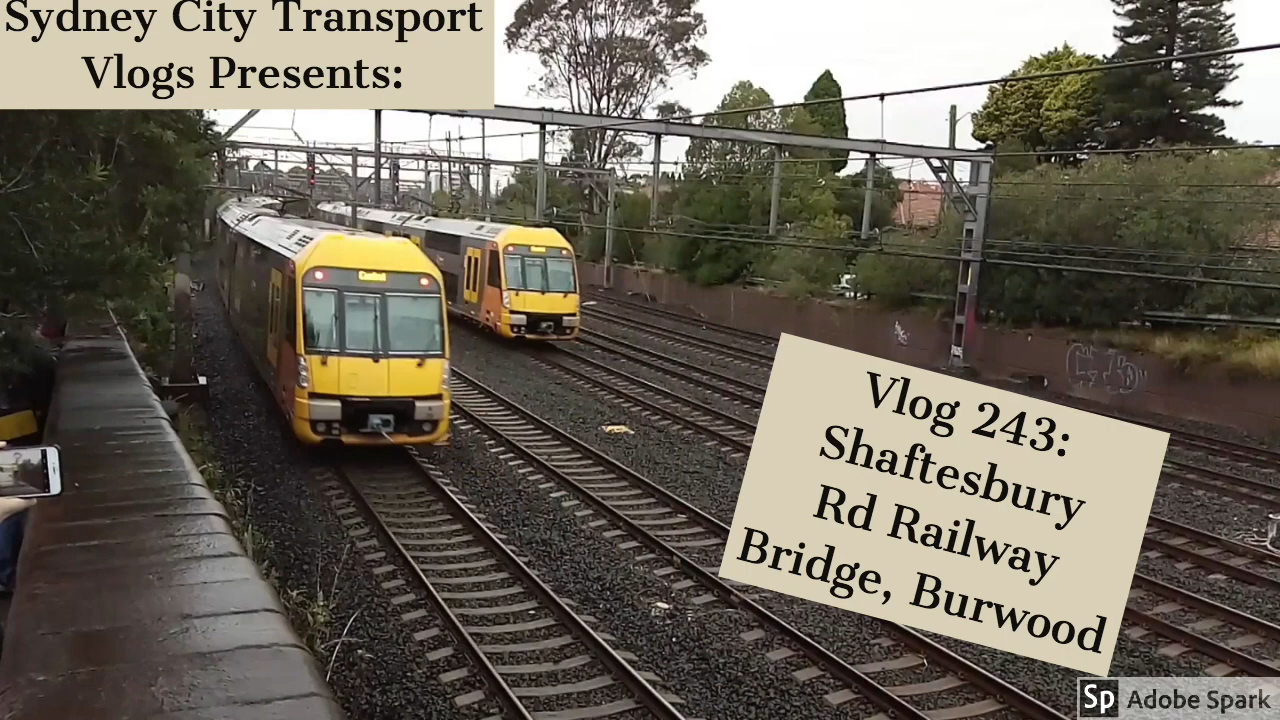 Sydney City Transport
Vlogs Presents:
Central
Vlog 243:
Shaftesbury
Rd Railway
Bridge, Burwood
Sp Adobe Spark